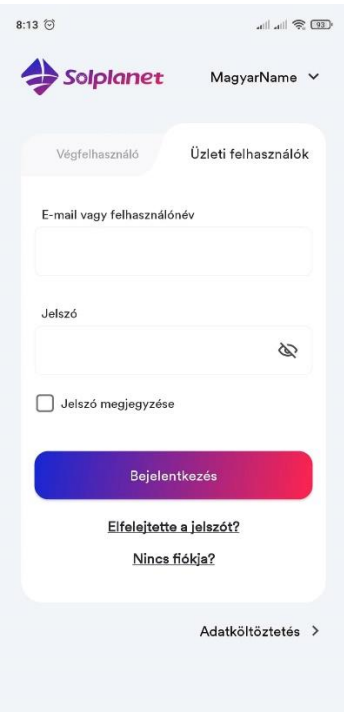 8:13
93
Solplanet
MagyarName
Végfelhasználó
Üzleti felhasználók
E-mail vagy felhasználónév
Jelszó
Jelszó megjegyzése
Bejelentkezés
Elfelejtette a jelszót?
Nincs fiókja?
Adatköltöztetés